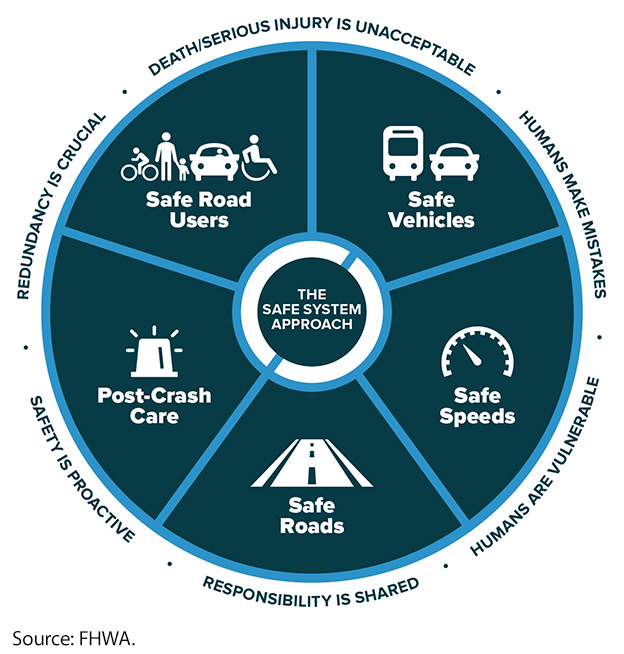 DEATH/SERIOUS INJURY IS UNACCEPTABLE
HUMANS MAKE MISTAKES
HUMANS ARE VULNERABLE
RESPONSIBILITY IS SHARED
SAFETY IS PROACTIVE
REDUNDANCY IS CRUCIAL
Safe Road
Users
Safe
Vehicles
THE
SAFE SYSTEM
APPROACH
Post-Crash
Care
Safe
Speeds
Safe
Roads
Source: FHWA.